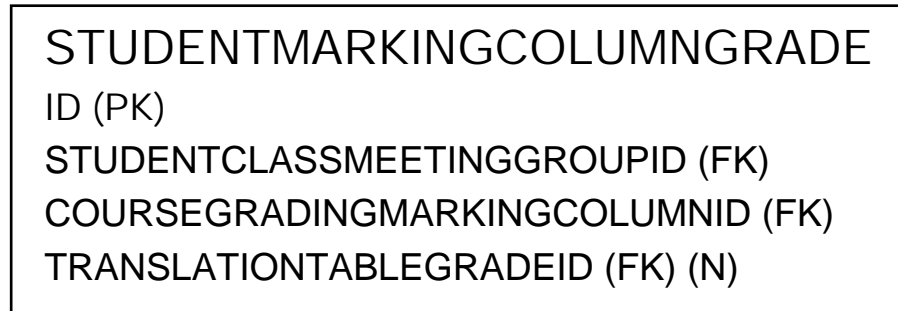 STUDENTMARKINGCOLUMNGRADE
ID (PK)
STUDENTCLASSMEETINGGROUPID (FK)
COURSEGRADINGMARKINGCOLUMNID (FK)
TRANSLATIONTABLEGRADEID (FK) (N)